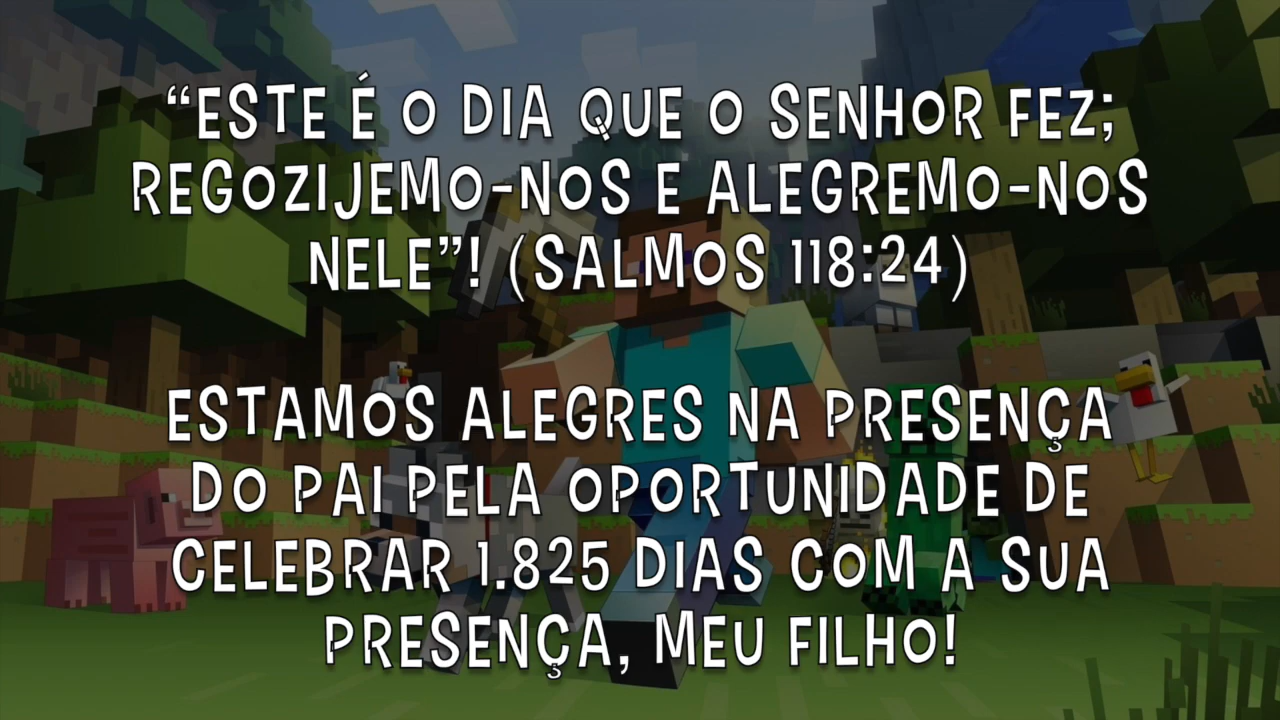 “ESTE É O DIA QUE O SENHOR FEZ;
REGOZIJEMO-NOS E ALEGREMO-NOS
NELE”! (SALMOS 118:24)
ESTAMOS ALEGRES NA PRESENÇA
DO PAI PELA OPORTUNIDADE DE
CELEBRAR 1.825 DIAS COM A SUA
PRESENÇA, MEU FILHO!